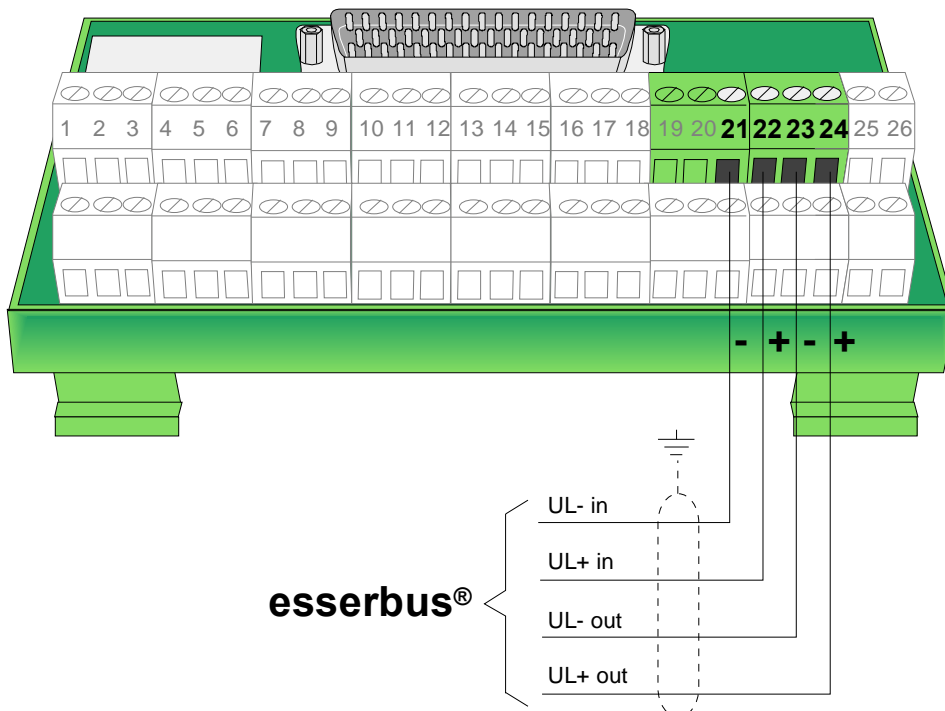 1 2 3 4 5 6 7 8 9 10 11 12 13 14 15 16 17 18 19 20 21 22 23 24 25 26
- + - +
UL- in
UL+ in
esserbus®
UL- out
UL+ out